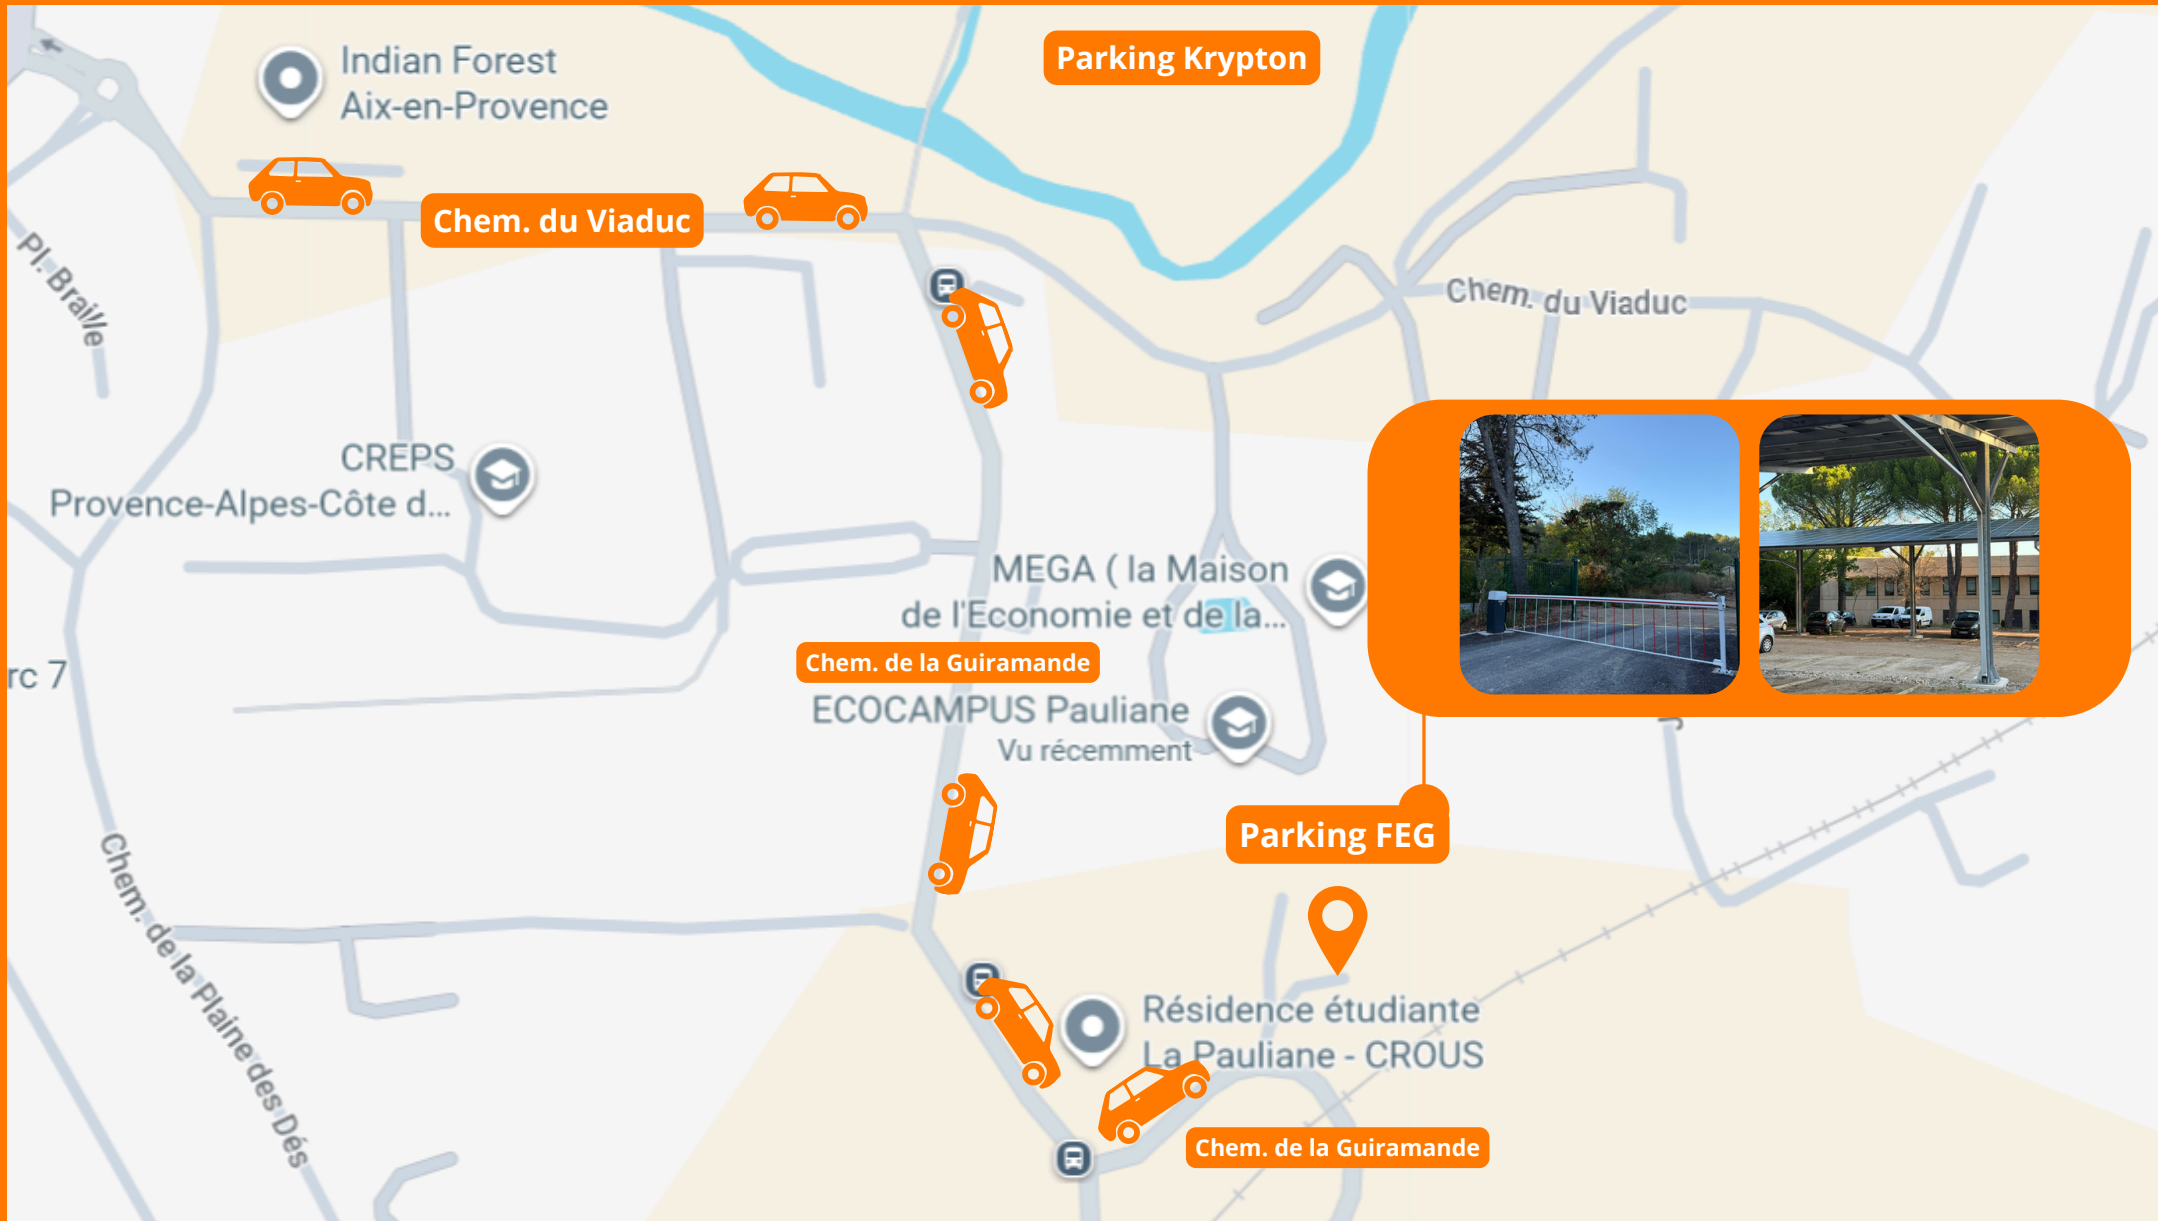 Indian Forest
Aix-en-Provence
Parking Krypton
Chem. du Viaduc
Pl. Braille
Chem. du Viaduc
CREPS
Provence-Alpes-Côte d...
MEGA ( la Maison
de l'Economie et de la...
Chem. de la Guiramande
rc 7
ECOCAMPUS Pauliane
Vu récemment
Parking FEG
Chem. de la Plaine des Dés
Résidence étudiante
La Pauliane - CROUS
Chem. de la Guiramande